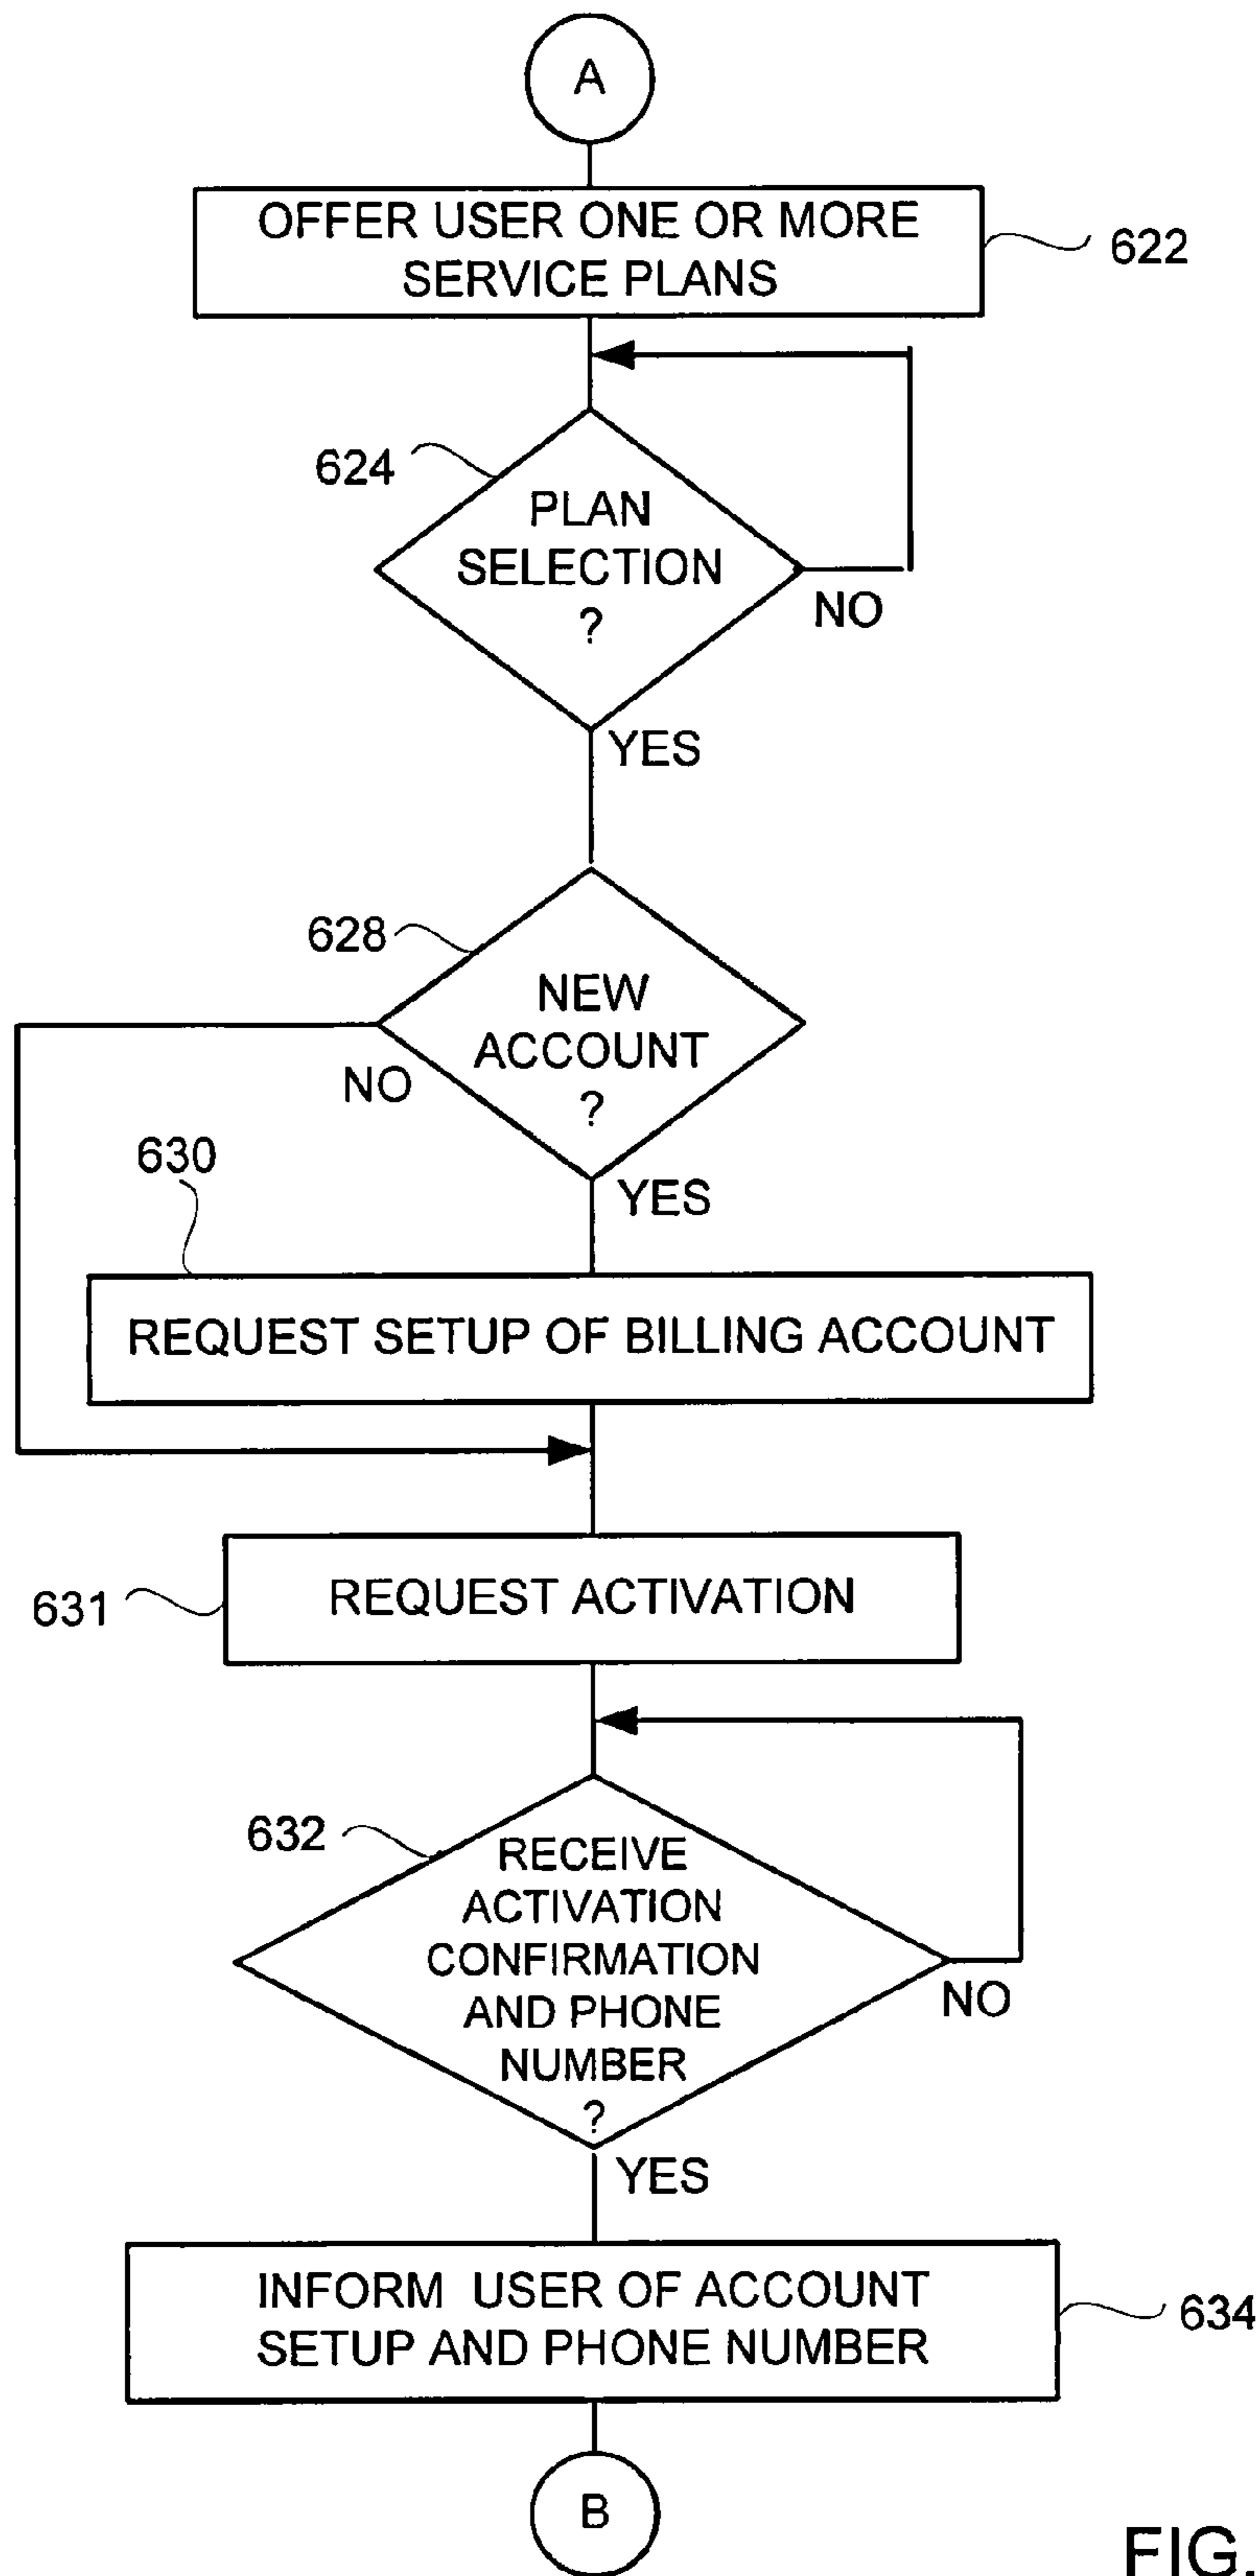 A
OFFER USER ONE OR MORE
SERVICE PLANS
622
624
PLAN
SELECTION
?
NO
YES
628
NEW
ACCOUNT
?
NO
630
YES
REQUEST SETUP OF BILLING ACCOUNT
REQUEST ACTIVATION
631
632
RECEIVE
ACTIVATION
CONFIRMATION
AND PHONE
NUMBER
?
NO
YES
INFORM USER OF ACCOUNT
SETUP AND PHONE NUMBER
634
B
FIG.